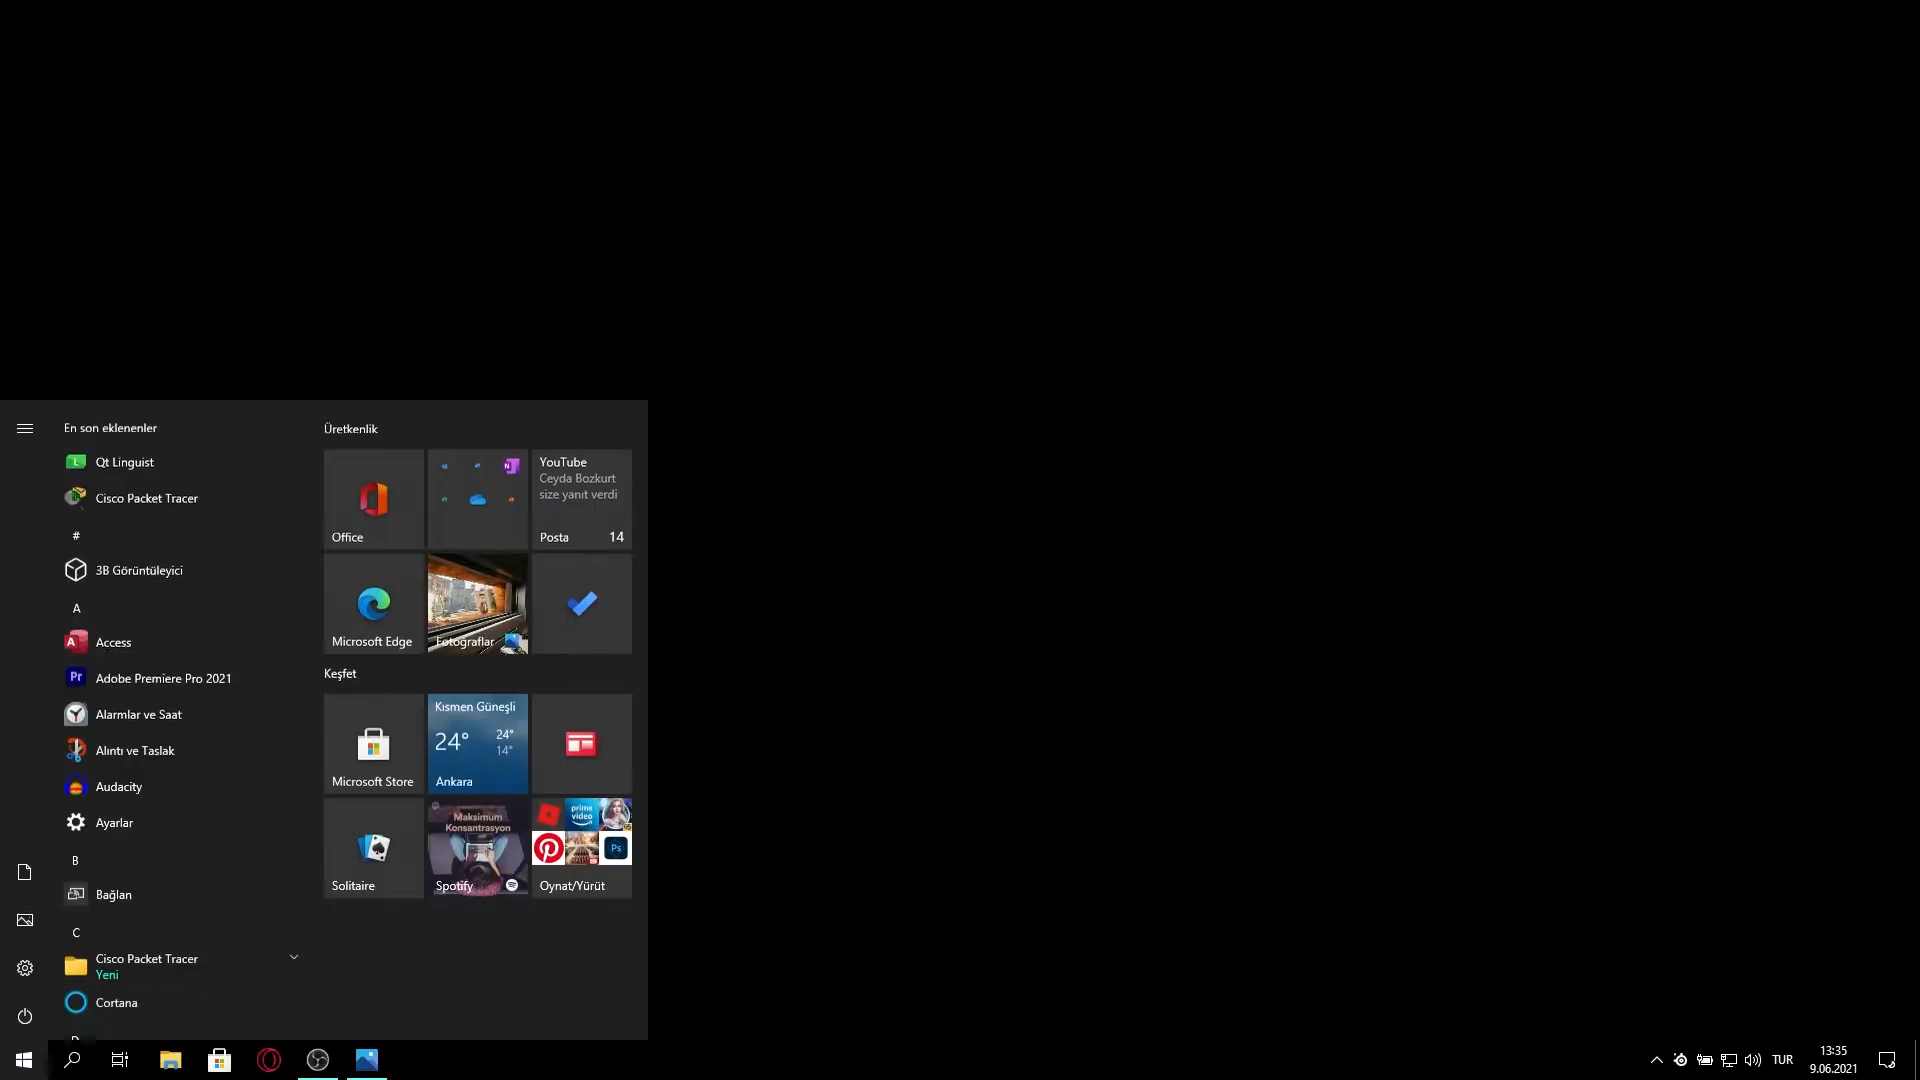 En son eklenenler
Qt Linguist
Cisco Packet Tracer
#
3B Görüntüleyici
A
Access
Adobe Premiere Pro 2021
Alarmlar ve Saat
Alıntı ve Taslak
Audacity
Ayarlar
B
Bağlan
C
Cisco Packet Tracer
Yeni
Cortana
Üretkenlik
Office
YouTube
Ceyda Bozkurt
size yanıt verdi
Posta 14
Microsoft Edge
Fotoğraflar
Keşfet
Microsoft Store
Kısmen Güneşli
24° 24°
14°
Ankara
Solitaire
Maksimum
Konsantrasyon
Spotify
prime
video
Ps
Oynat/Yürüt
TUR
13:35
9.06.2021